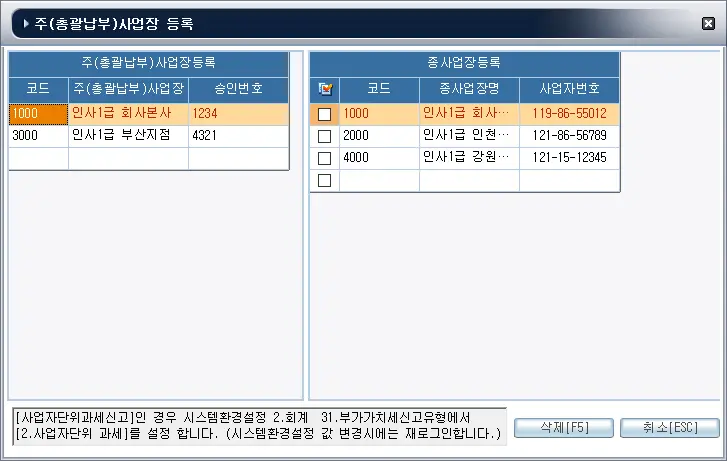 주(총괄납부)사업장 등록
주(총괄납부)사업장등록
코드 주(총괄납부)사업장 승인번호
1000 인사1급 회사본사 1234
3000 인사1급 부산지점 4321
종사업장등록
코드 종사업장명 사업자번호
1000 인사1급 회사… 119-86-55012
2000 인사1급 인천… 121-86-56789
4000 인사1급 강원… 121-15-12345
[사업자단위과세신고]인 경우 시스템환경설정 2.회계 31.부가가치세신고유형에서
[2.사업자단위 과세]를 설정 합니다. (시스템환경설정 값 변경시에는 재로그인합니다.)
삭제[F5] 취소[ESC]